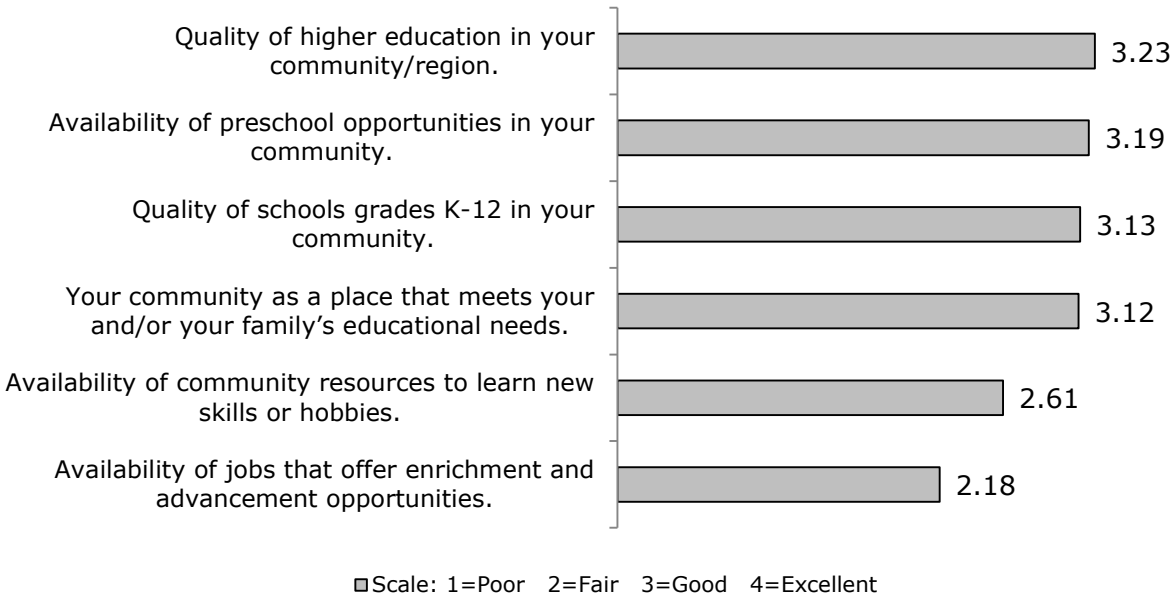 Quality of higher education in your
community/region.
3.23
Availability of preschool opportunities in your
community.
3.19
Quality of schools grades K-12 in your
community.
3.13
Your community as a place that meets your
and/or your family’s educational needs.
3.12
Availability of community resources to learn new
skills or hobbies.
2.61
Availability of jobs that offer enrichment and
advancement opportunities.
2.18
Scale: 1=Poor 2=Fair 3=Good 4=Excellent